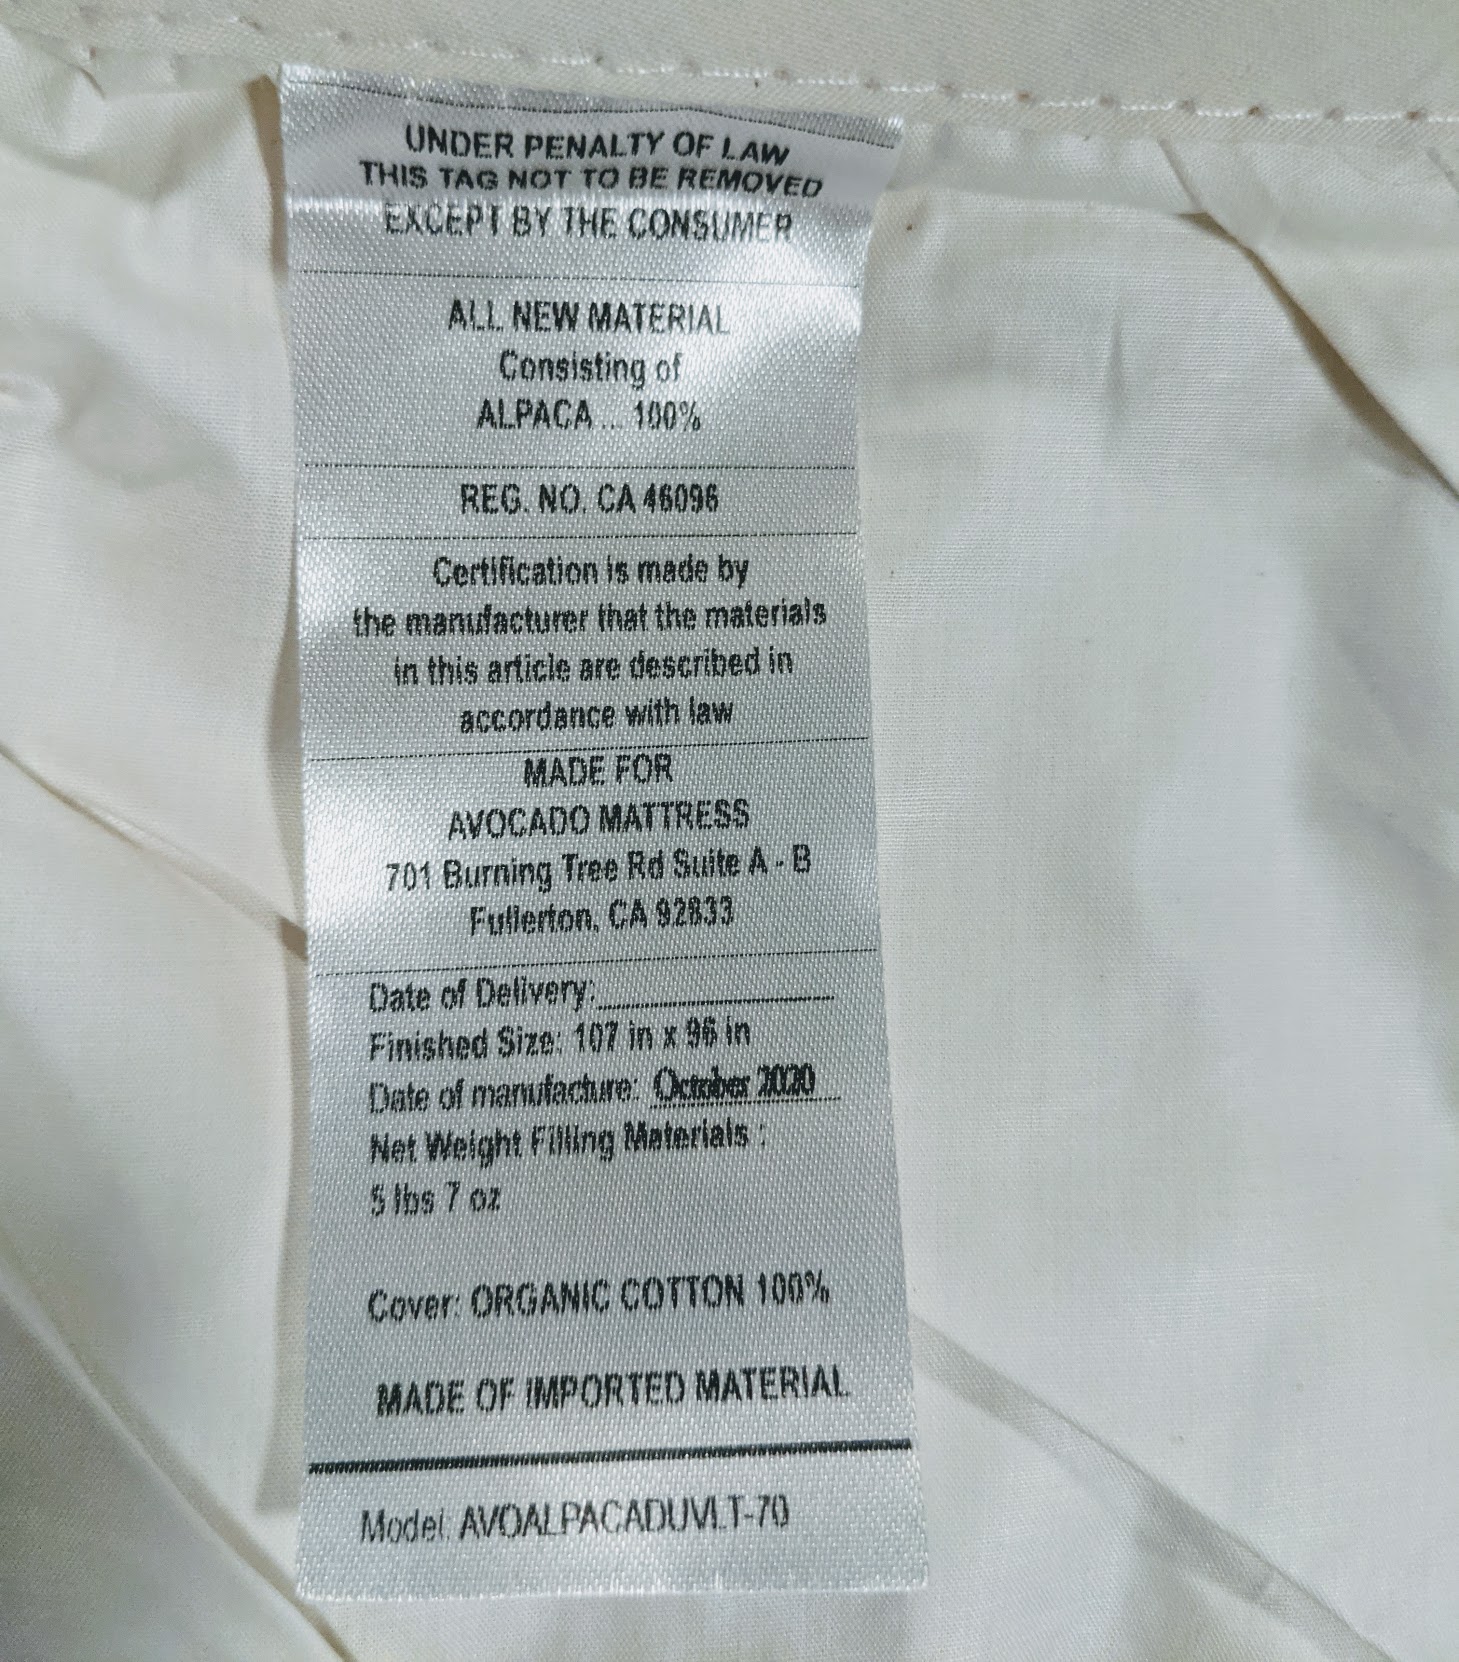 UNDER PENALTY OF LAW
THIS TAG NOT TO BE REMOVED
EXCEPT BY THE CONSUMER
ALL NEW MATERIAL
Consisting of
ALPACA ... 100%
REG. NO. CA 46096
Certification is made by
the manufacturer that the materials
in this article are described in
accordance with law
MADE FOR
AVOCADO MATTRESS
701 Burning Tree Rd Suite A - B
Fullerton, CA 92833
Date of Delivery:
Finished Size: 107 in x 96 in
Date of manufacture: October 2020
Net Weight Filling Materials :
5 lbs 7 oz
Cover: ORGANIC COTTON 100%
MADE OF IMPORTED MATERIAL
Model: AVOALPACADUVLT-70